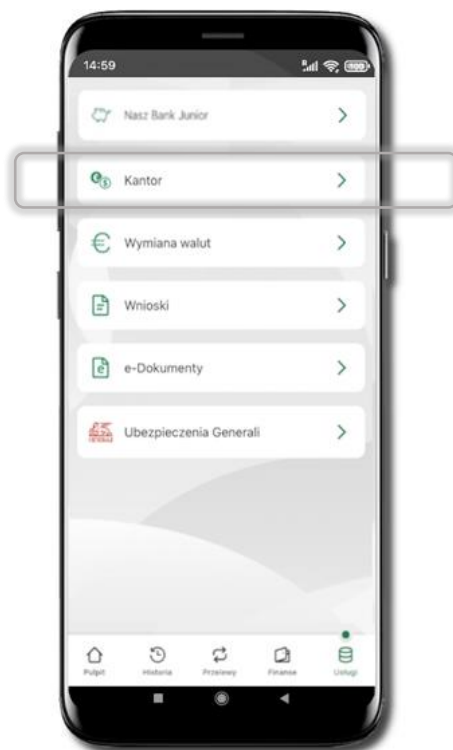 14:59
Nasz Bank Junior
Kantor
Wymiana walut
Wnioski
e-Dokumenty
Ubezpieczenia Generali
Pulpit
Historia
Przelewy
Finanse
Usługi